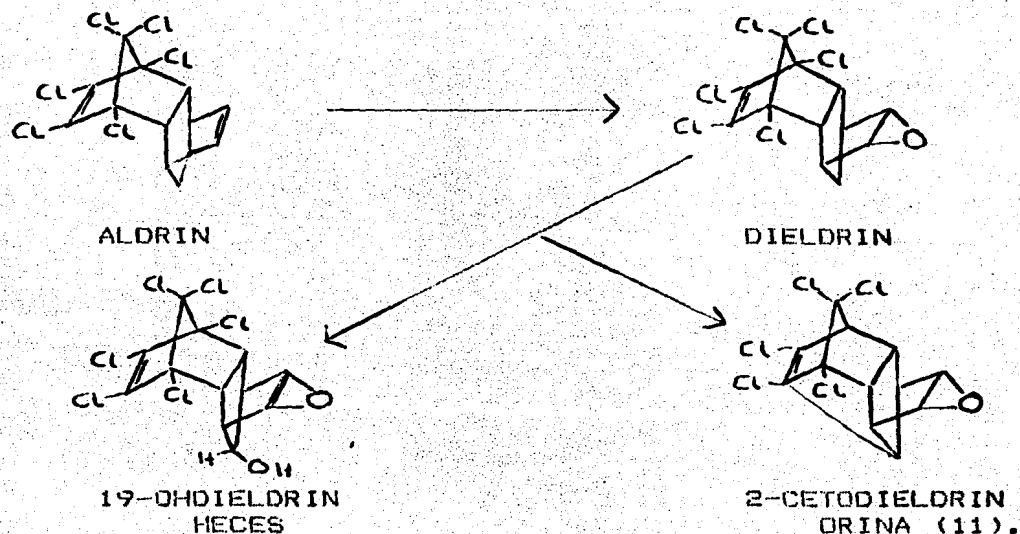 Cl Cl
Cl
Cl
Cl Cl
ALDRIN
Cl Cl
Cl
Cl
Cl Cl
O
DIELDRIN
Cl Cl
Cl
Cl
Cl Cl
O
H OH
19-OHDIELDRIN
HECES
Cl Cl
Cl
Cl Cl
O
2-CETODIELDRIN
ORINA (11).